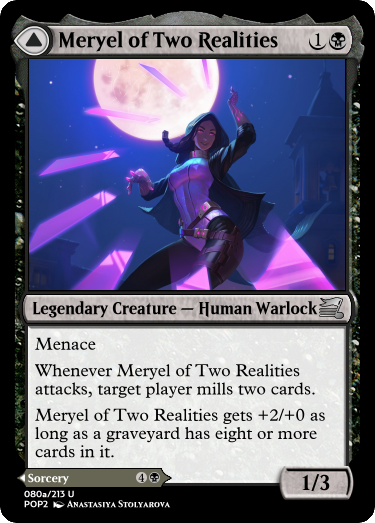 Meryel of Two Realities 1
Legendary Creature — Human Warlock
Menace
Whenever Meryel of Two Realities
attacks, target player mills two cards.
Meryel of Two Realities gets +2/+0 as
long as a graveyard has eight or more
cards in it.
Sorcery 4
1/3
080a/213 U
POP2 Anastasiya Stolyarova